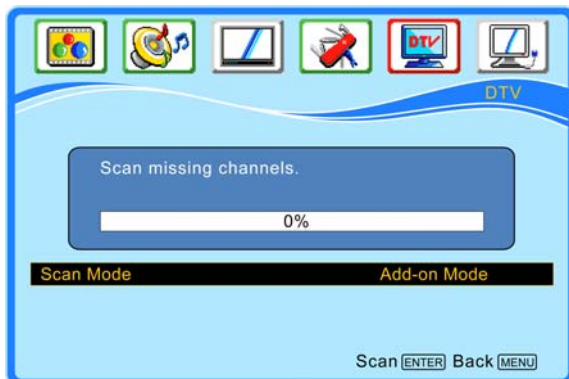 DTV
DTV
Scan missing channels.
0%
Scan Mode Add-on Mode
Scan ENTER Back MENU